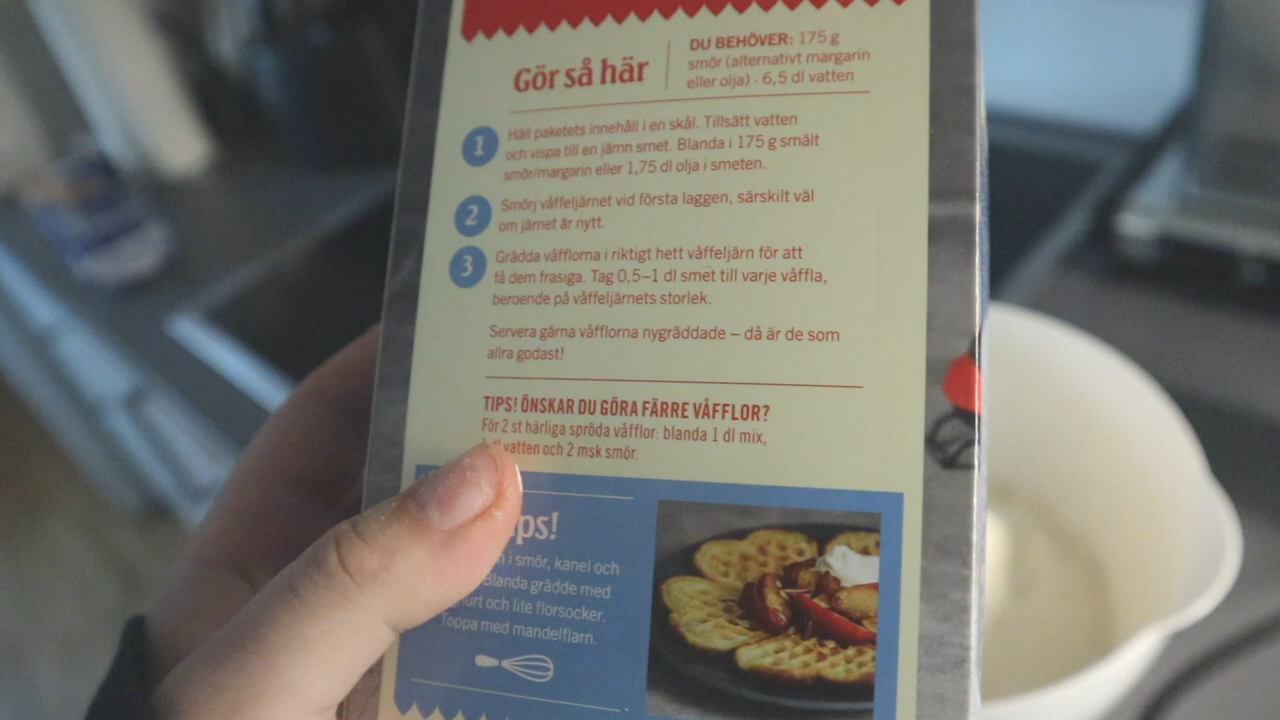 Gör så här
DU BEHÖVER: 175 g
smör (alternativt margarin
eller olja) · 6,5 dl vatten
1 Häll paketets innehåll i en skål. Tillsätt vatten
och vispa till en jämn smet. Blanda i 175 g smält
smör/margarin eller 1,75 dl olja i smeten.
2 Smörj våffeljärnet vid första laggen, särskilt väl
om järnet är nytt.
3 Grädda våfflorna i riktigt hett våffeljärn för att
få dem frasiga. Tag 0,5–1 dl smet till varje våffla,
beroende på våffeljärnets storlek.
Servera gärna våfflorna nygräddade – då är de som
allra godast!
TIPS! ÖNSKAR DU GÖRA FÄRRE VÅFFLOR?
För 2 st härliga spröda våfflor: blanda 1 dl mix,
dl vatten och 2 msk smör.
i smör, kanel och
Blanda grädde med
och lite florsocker.
Toppa med mandelflarn.